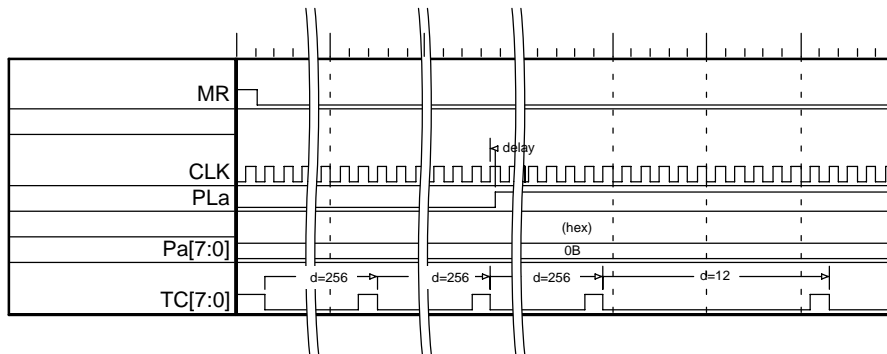 MR
delay
CLK
PLa
(hex)
Pa[7:0]
0B
d=256
d=256
d=256
d=12
TC[7:0]